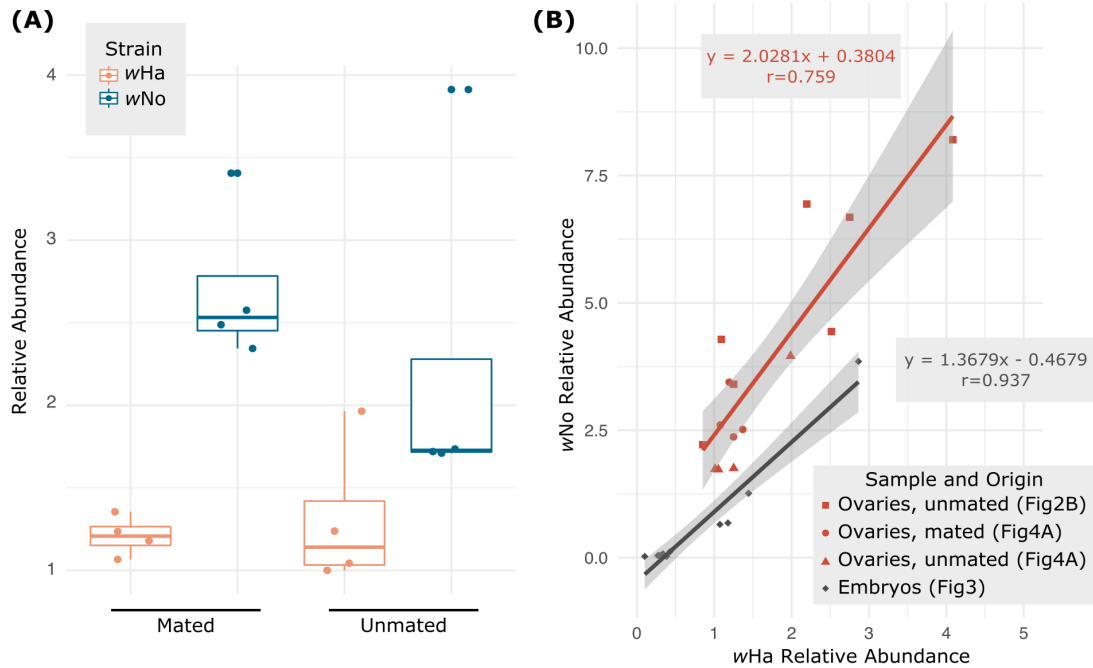 (A)
Strain
wHa
wNo
4
3
2
1
Relative Abundance
Mated
Unmated
(B)
y = 2.0281x + 0.3804
r=0.759
y = 1.3679x - 0.4679
r=0.937
10.0
7.5
5.0
2.5
0.0
wNo Relative Abundance
Sample and Origin
Ovaries, unmated (Fig2B)
Ovaries, mated (Fig4A)
Ovaries, unmated (Fig4A)
Embryos (Fig3)
0 1 2 3 4 5
wHa Relative Abundance